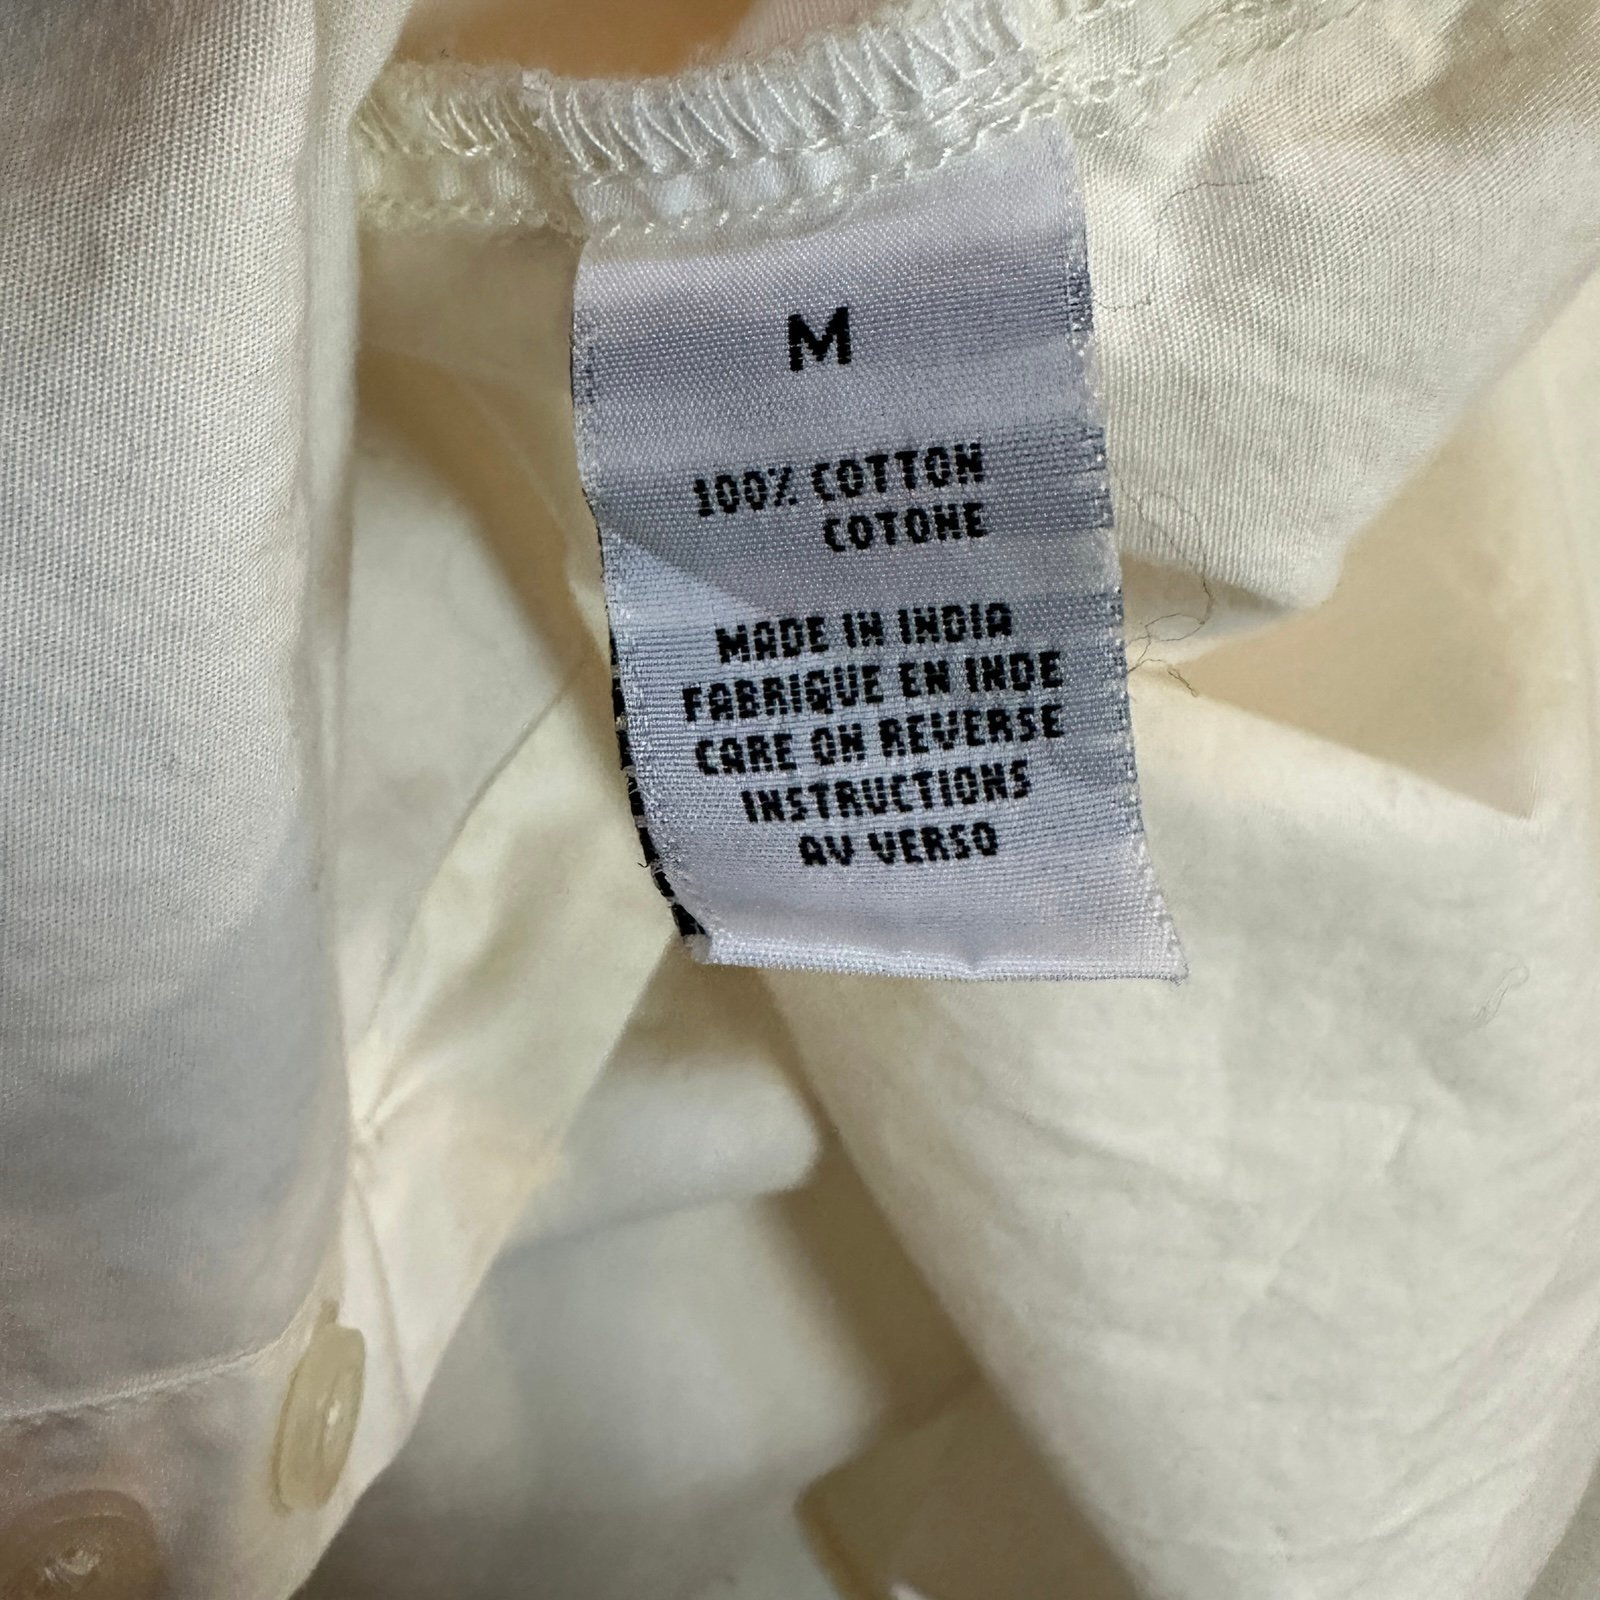 M
100% COTTON
COTONE
MADE IN INDIA
FABRIQUE EN INDE
CARE ON REVERSE
INSTRUCTIONS
AU VERSO